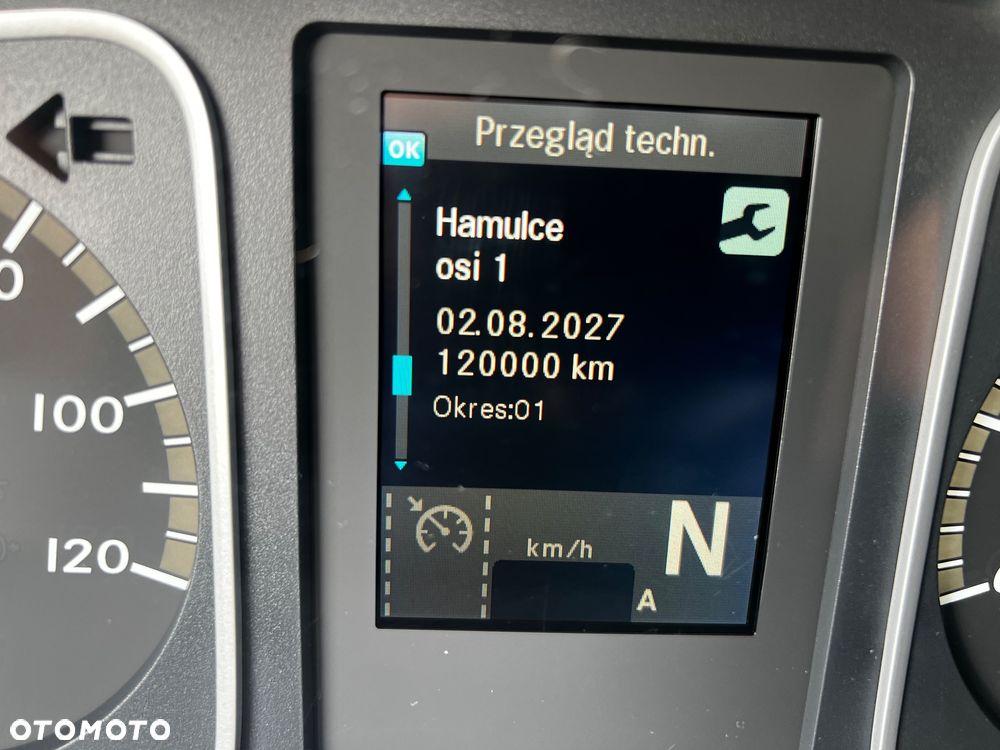 Przegląd techn.
OK
Hamulce
osi 1
02.08.2027
120000 km
Okres:01
100
120
km/h
N
A
OTOMOTO